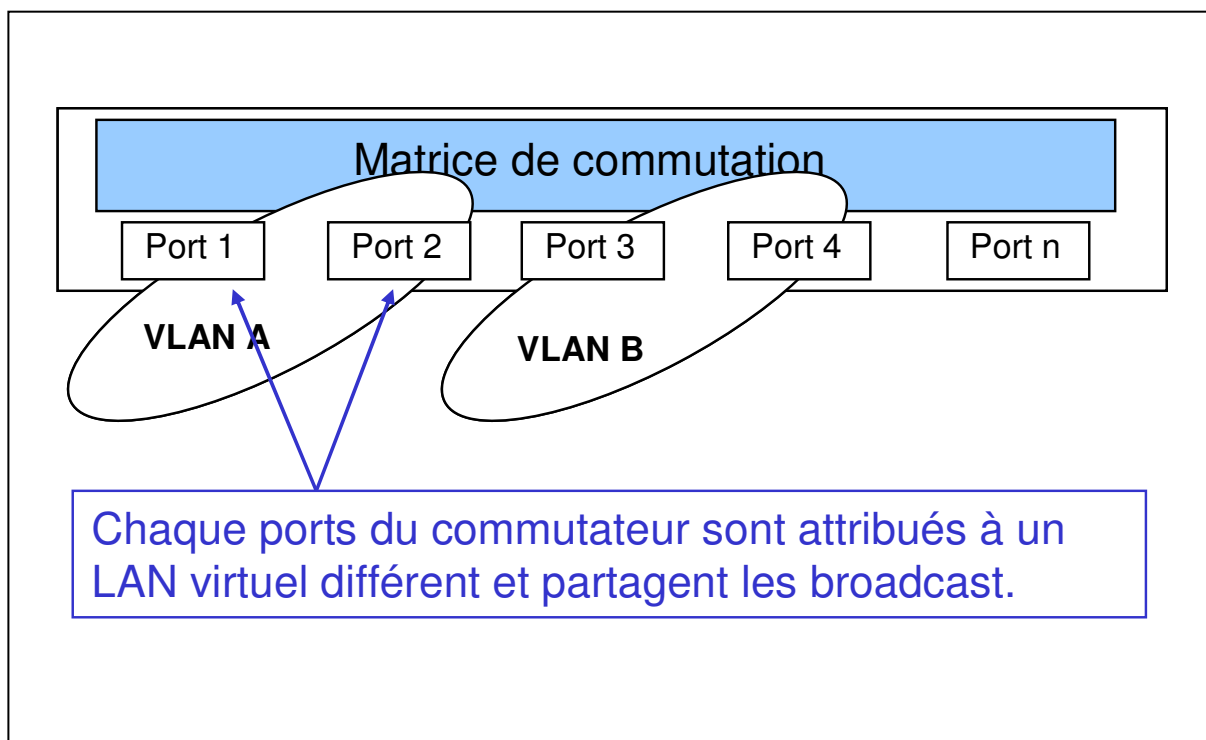 Matrice de commutation
Port 1
Port 2
Port 3
Port 4
Port n
VLAN A
VLAN B
Chaque ports du commutateur sont attribués à un
LAN virtuel différent et partagent les broadcast.